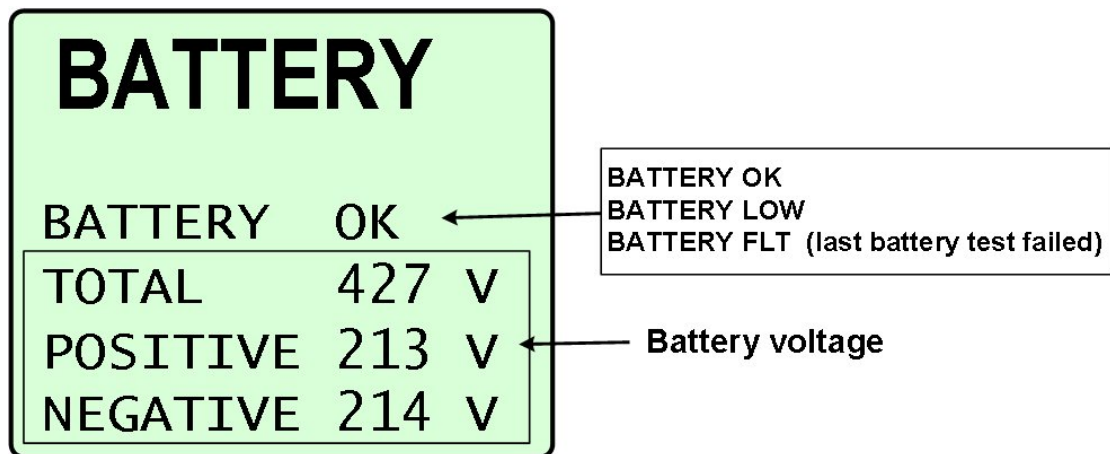 BATTERY
BATTERY OK
TOTAL 427 V
POSITIVE 213 V
NEGATIVE 214 V
BATTERY OK
BATTERY LOW
BATTERY FLT (last battery test failed)
Battery voltage